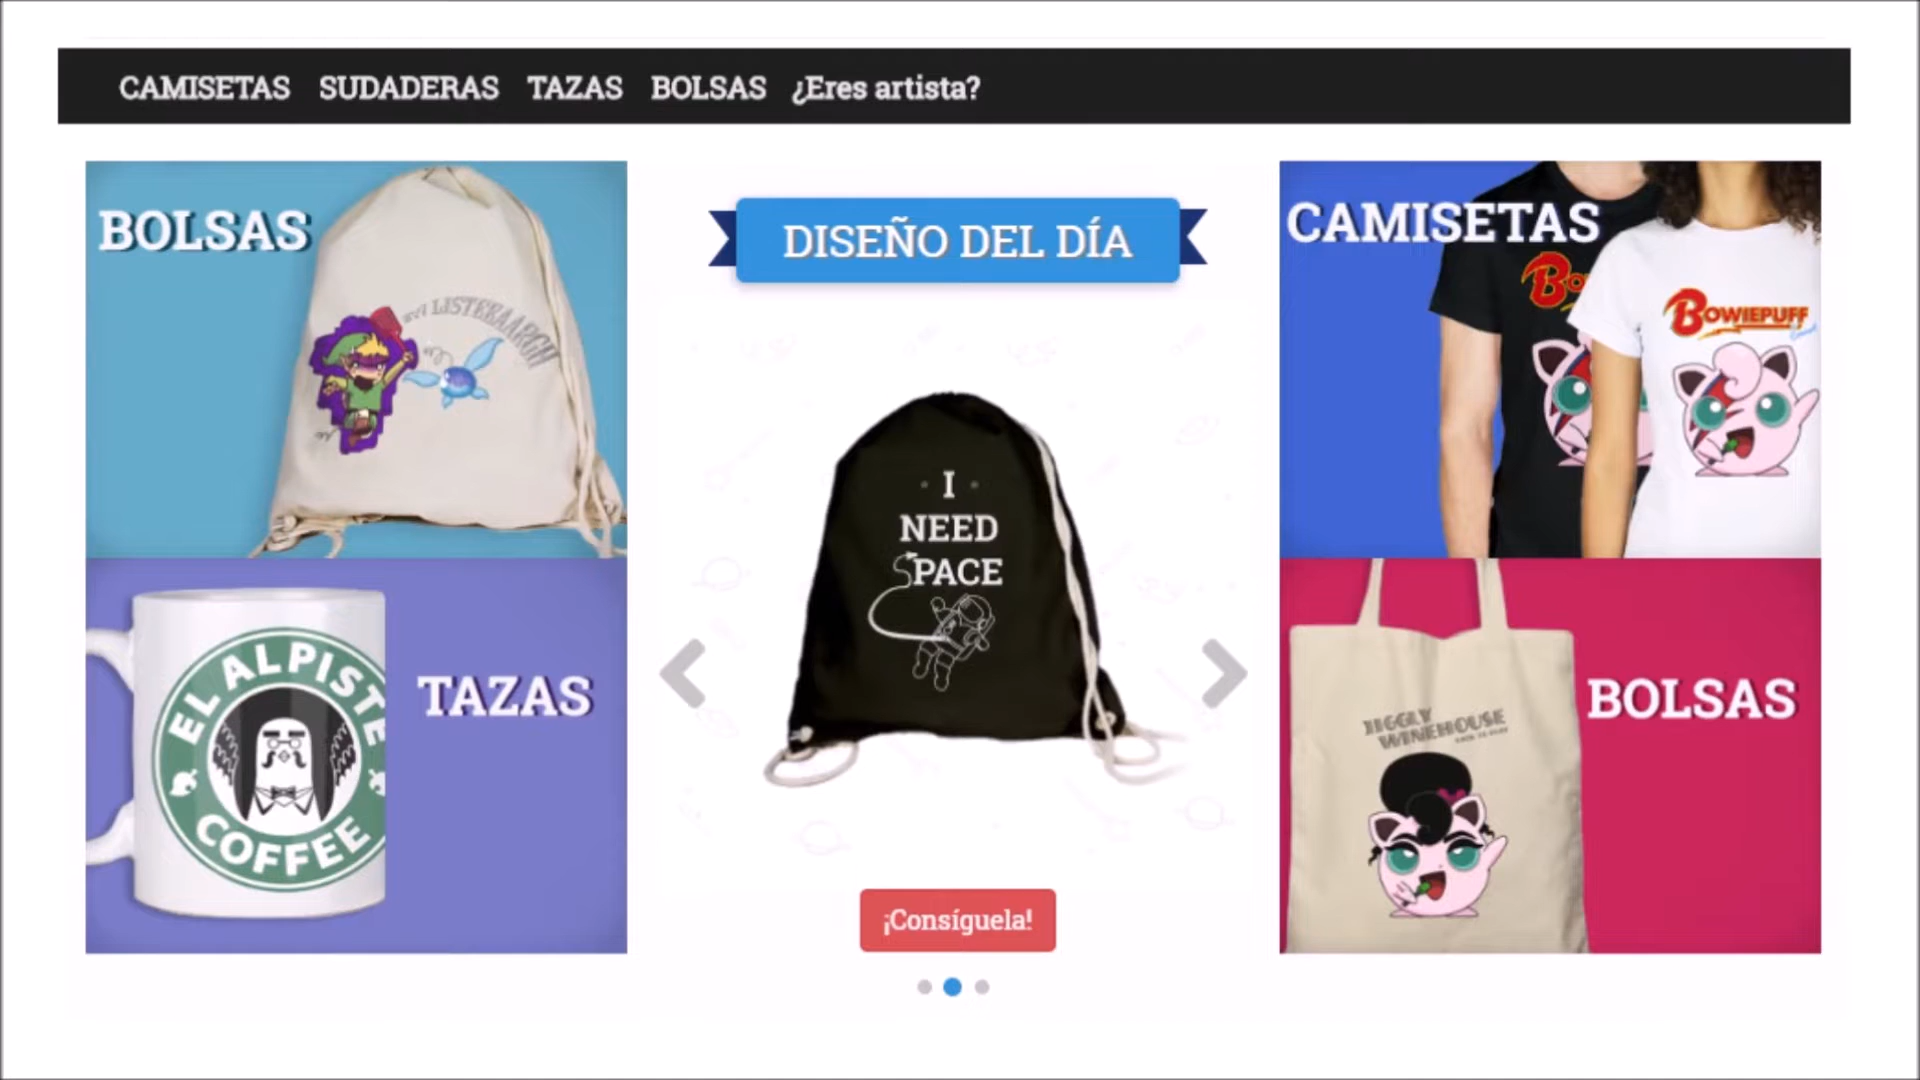 CAMISETAS SUDADERAS TAZAS BOLSAS ¿Eres artista?
BOLSAS
LISTERAARGH
DISEÑO DEL DÍA
I
NEED
SPACE
¡Consíguela!
CAMISETAS
BOWIEPUFF
EL ALPISTE
COFFEE
TAZAS
BOLSAS
JIGGLY
WINEHOUSE